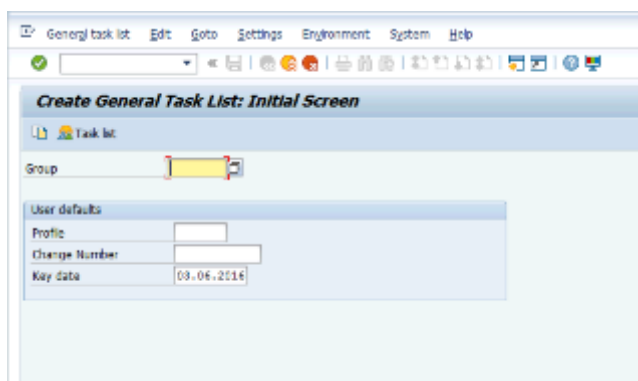 General task list Edit Goto Settings Environment System Help
Create General Task List: Initial Screen
Task list
Group
User defaults
Profile
Change Number
Key date 03.06.2016